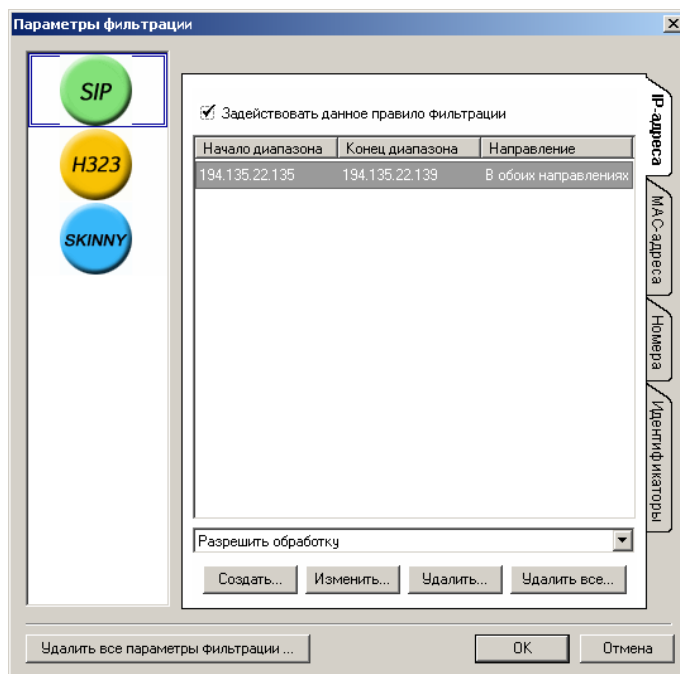 Параметры фильтрации
SIP
H323
SKINNY
Задействовать данное правило фильтрации
Начало диапазона Конец диапазона Направление
194.135.22.135 194.135.22.139 В обоих направлениях
Разрешить обработку
Создать... Изменить... Удалить... Удалить все...
IP-адреса
MAC-адреса
Номера
Идентификаторы
Удалить все параметры фильтрации ... OK Отмена